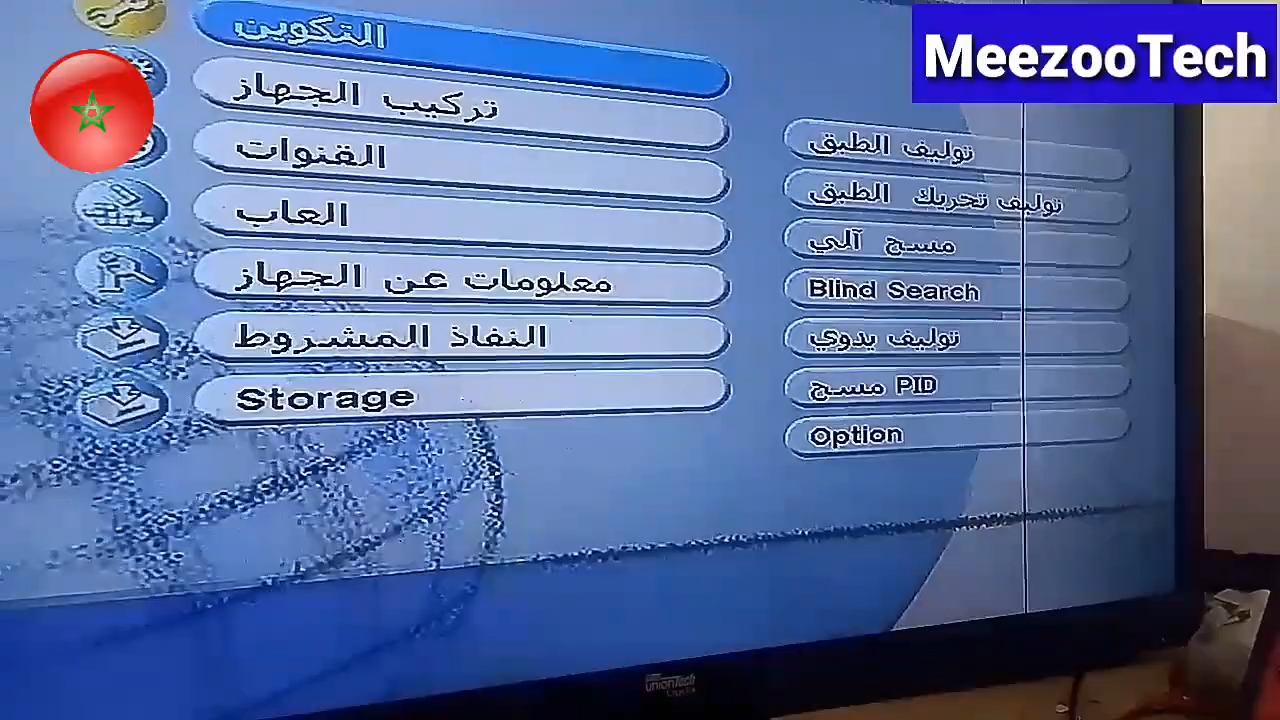 MeezooTech
التكوين
تركيب الجهاز
القنوات
العاب
معلومات عن الجهاز
النفاذ المشروط
Storage
توليف الطبق
توليف تحريك الطبق
مسح آلي
Blind Search
توليف يدوي
مسح PID
Option
unionTech